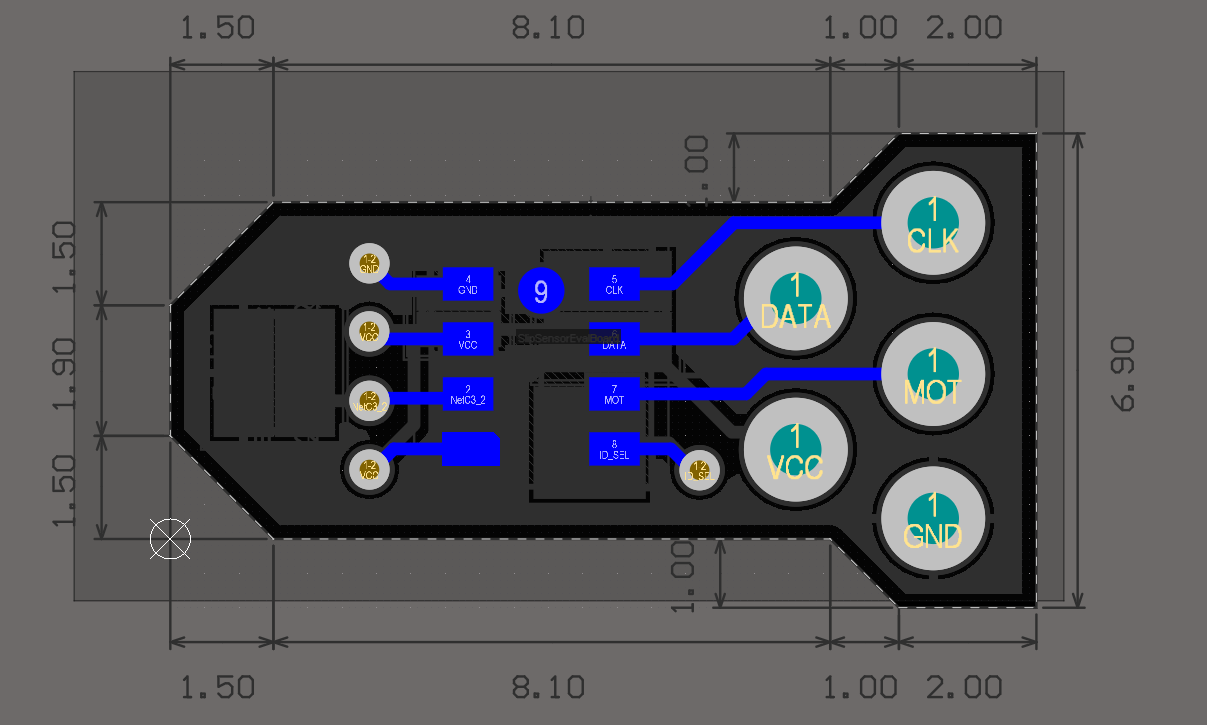 1.50
8.10
1.00
2.00
1.00
1.50
1.90
1.50
6.90
1
CLK
1-2
GND
4
GND
9
5
CLK
1
DATA
1-2
VCC
3
VCC
DATA
1
MOT
1-2
NetC3_2
2
NetC3_2
7
MOT
1
VCC
8
ID_SEL
1-2
VCC
1 2
ID_SEL
1
GND
1.00
1.50
8.10
1.00
2.00